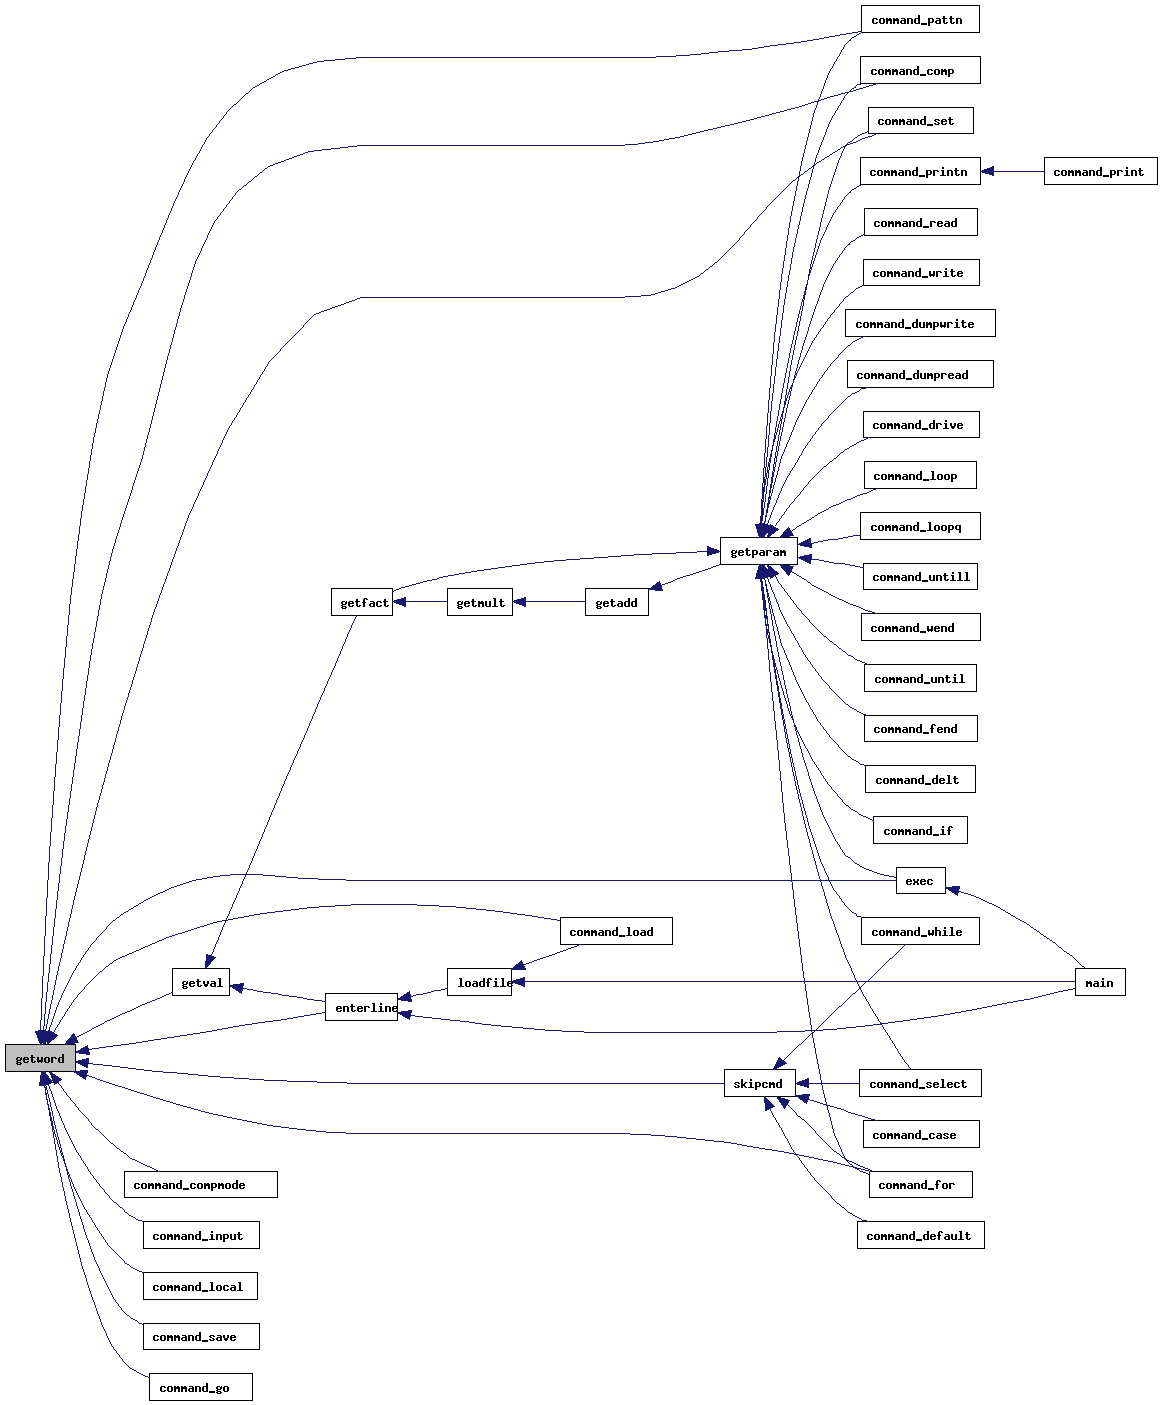 command_pattn
command_comp
command_set
command_printn
command_print
command_read
command_write
command_dumpwrite
command_dumpread
command_drive
command_loop
command_loopq
getparam
command_untill
getfact
getmult
getadd
command_wend
command_until
command_fend
command_delt
command_if
exec
command_load
command_while
getval
loadfile
main
enterline
getword
skipcmd
command_select
command_case
command_compmode
command_for
command_input
command_default
command_local
command_save
command_go